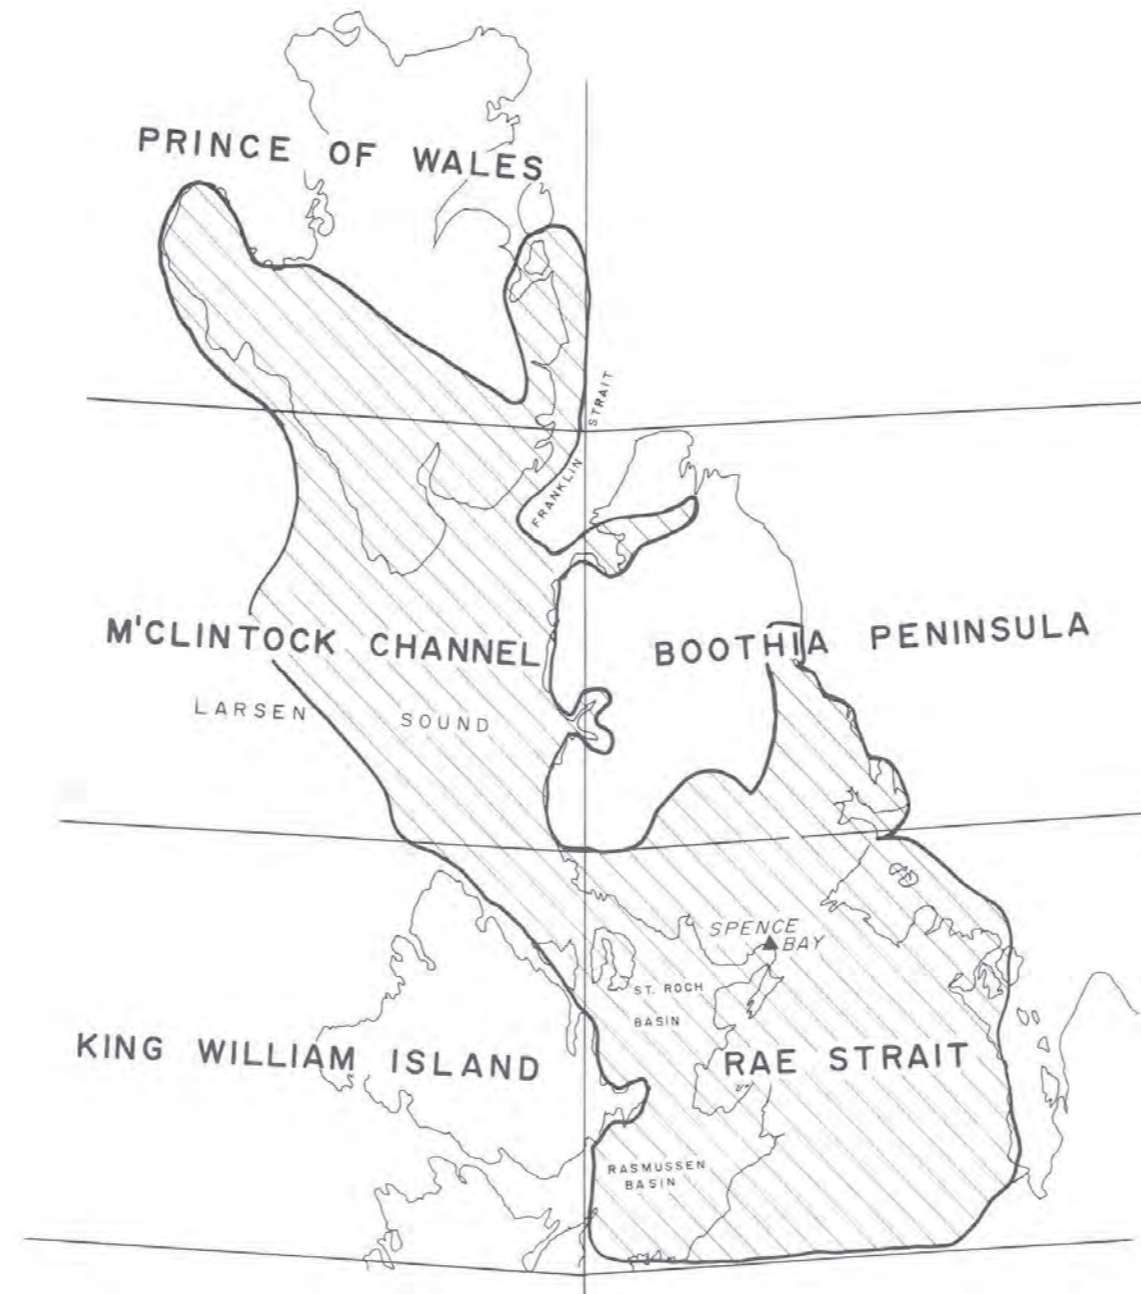 PRINCE OF WALES
FRANKLIN STRAIT
M'CLINTOCK CHANNEL
BOOTHIA PENINSULA
LARSEN SOUND
SPENCE
BAY
ST. ROCH
BASIN
KING WILLIAM ISLAND
RAE STRAIT
RASMUSSEN
BASIN